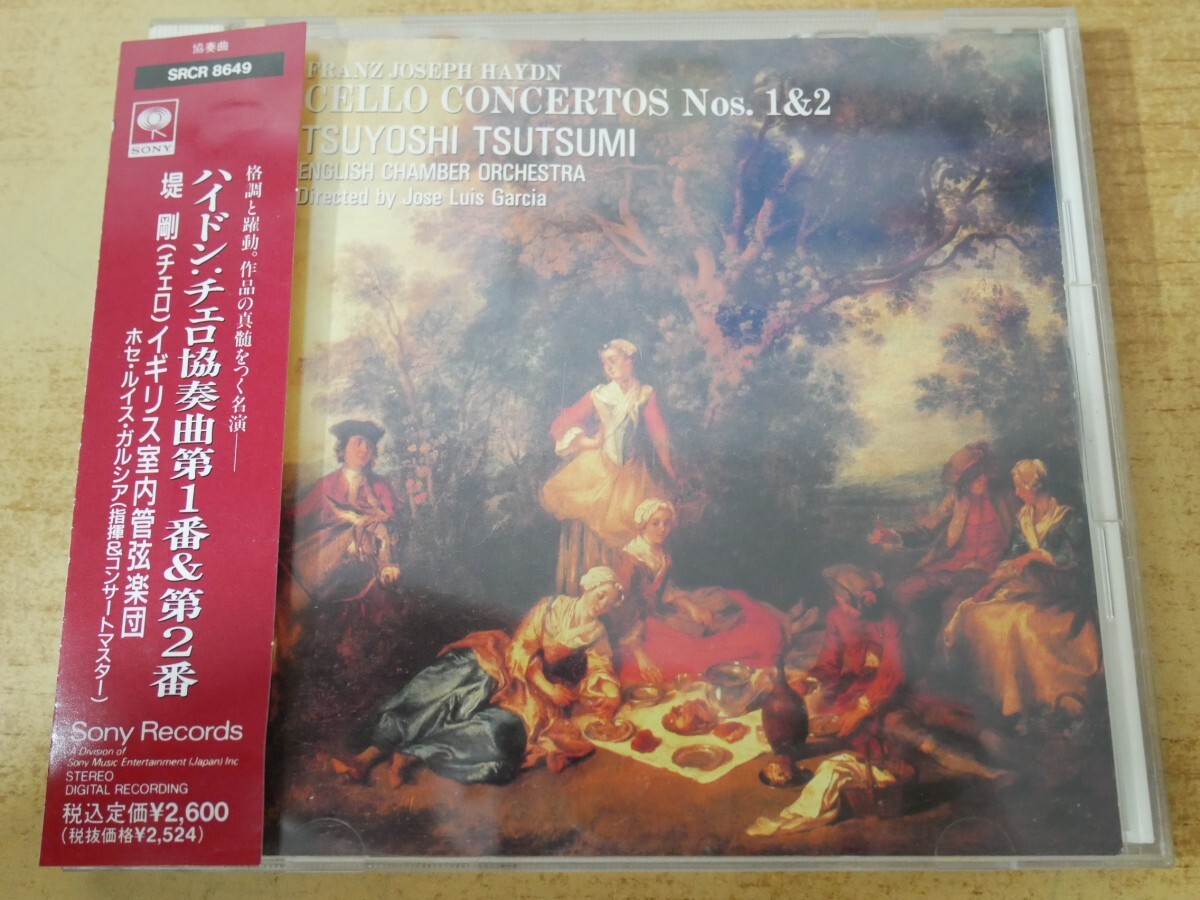 協奏曲
SRCR 8649
SONY
格調と躍動。作品の真髄をつく名演──
ハイドン:チェロ協奏曲第1番&第2番
堤 剛(チェロ)イギリス室内管弦楽団
ホセ・ルイス・ガルシア(指揮&コンサートマスター)
Sony Records
A Division of
Sony Music Entertainment (Japan) Inc
STEREO
DIGITAL RECORDING
税込定価¥2,600
(税抜価格¥2,524)
FRANZ JOSEPH HAYDN
CELLO CONCERTOS Nos. 1&2
TSUYOSHI TSUTSUMI
ENGLISH CHAMBER ORCHESTRA
Directed by Jose Luis Garcia